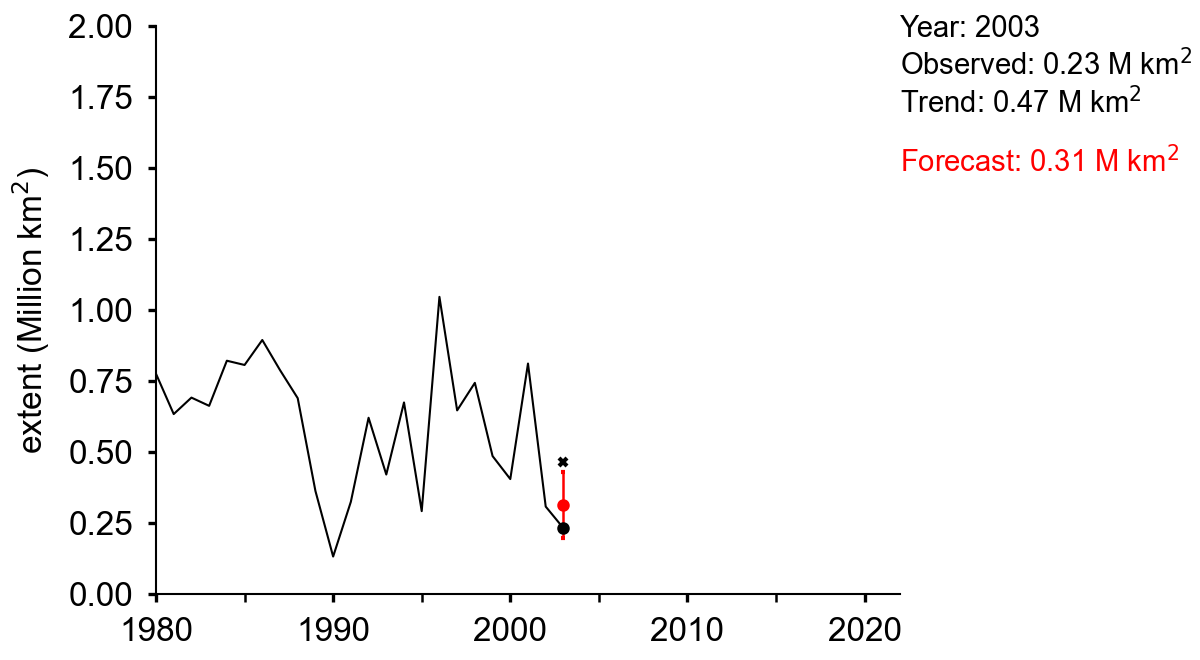 2.00
1.75
1.50
1.25
1.00
0.75
0.50
0.25
0.00
extent (Million km²)
1980 1990 2000 2010 2020
Year: 2003
Observed: 0.23 M km²
Trend: 0.47 M km²
Forecast: 0.31 M km²